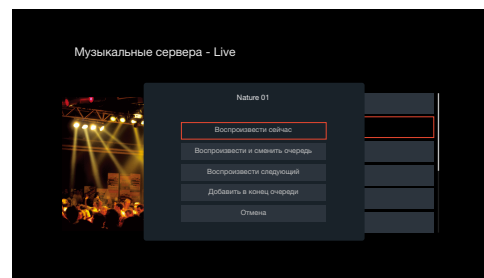 Музыкальные сервера - Live
Nature 01
Воспроизвести сейчас
Воспроизвести и сменить очередь
Воспроизвести следующий
Добавить в конец очереди
Отмена